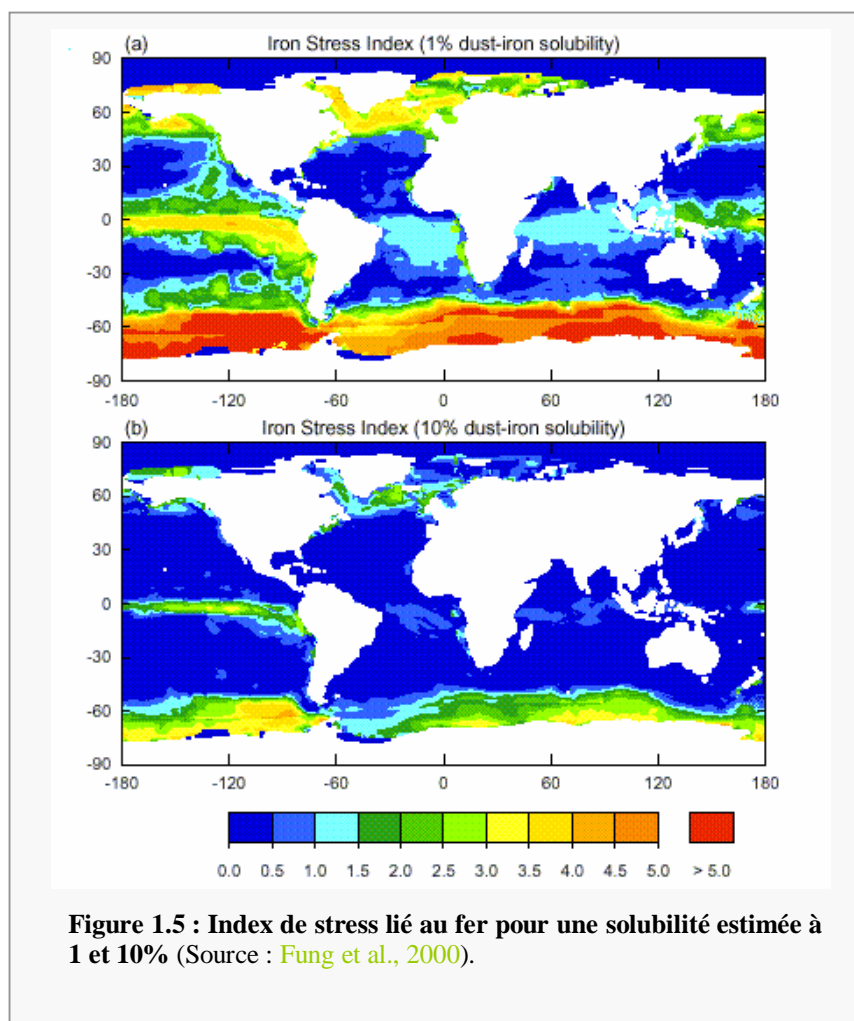 (a) Iron Stress Index (1% dust-iron solubility)
90
60
30
0
-30
-60
-90
-180 -120 -60 0 60 120 180
(b) Iron Stress Index (10% dust-iron solubility)
90
60
30
0
-30
-60
-90
-180 -120 -60 0 60 120 180
0.0 0.5 1.0 1.5 2.0 2.5 3.0 3.5 4.0 4.5 5.0 > 5.0
Figure 1.5 : Index de stress lié au fer pour une solubilité estimée à
1 et 10% (Source : Fung et al., 2000).